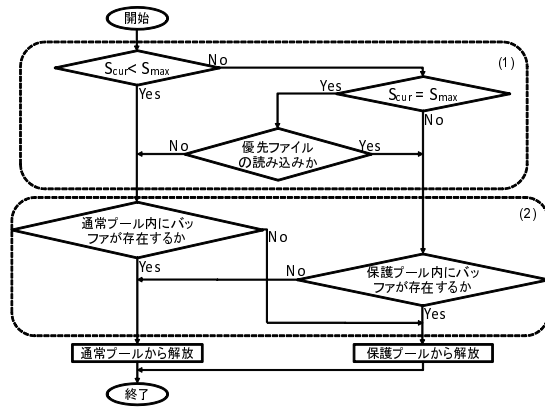 開始
Scur< Smax
No
(1)
Yes
Scur = Smax
Yes
No
No
優先ファイル
の読み込みか
Yes
(2)
通常プール内にバッ
ファが存在するか
No
Yes
No
保護プール内にバッ
ファが存在するか
Yes
通常プールから解放
保護プールから解放
終了